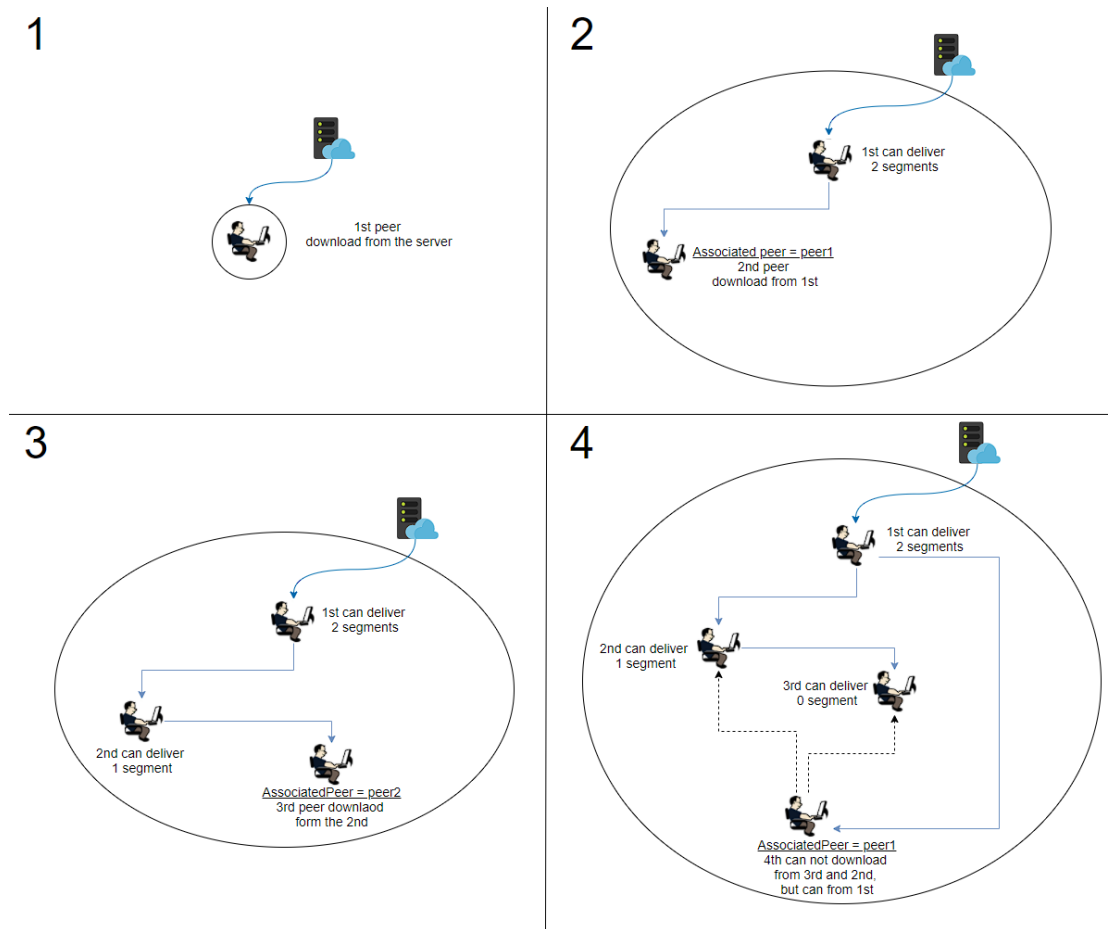 1
1st peer
download from the server
2
1st can deliver
2 segments
Associated peer = peer1
2nd peer
download from 1st
3
1st can deliver
2 segments
2nd can deliver
1 segment
AssociatedPeer = peer2
3rd peer downlaod
form the 2nd
4
1st can deliver
2 segments
2nd can deliver
1 segment
3rd can deliver
0 segment
AssociatedPeer = peer1
4th can not download
from 3rd and 2nd,
but can from 1st